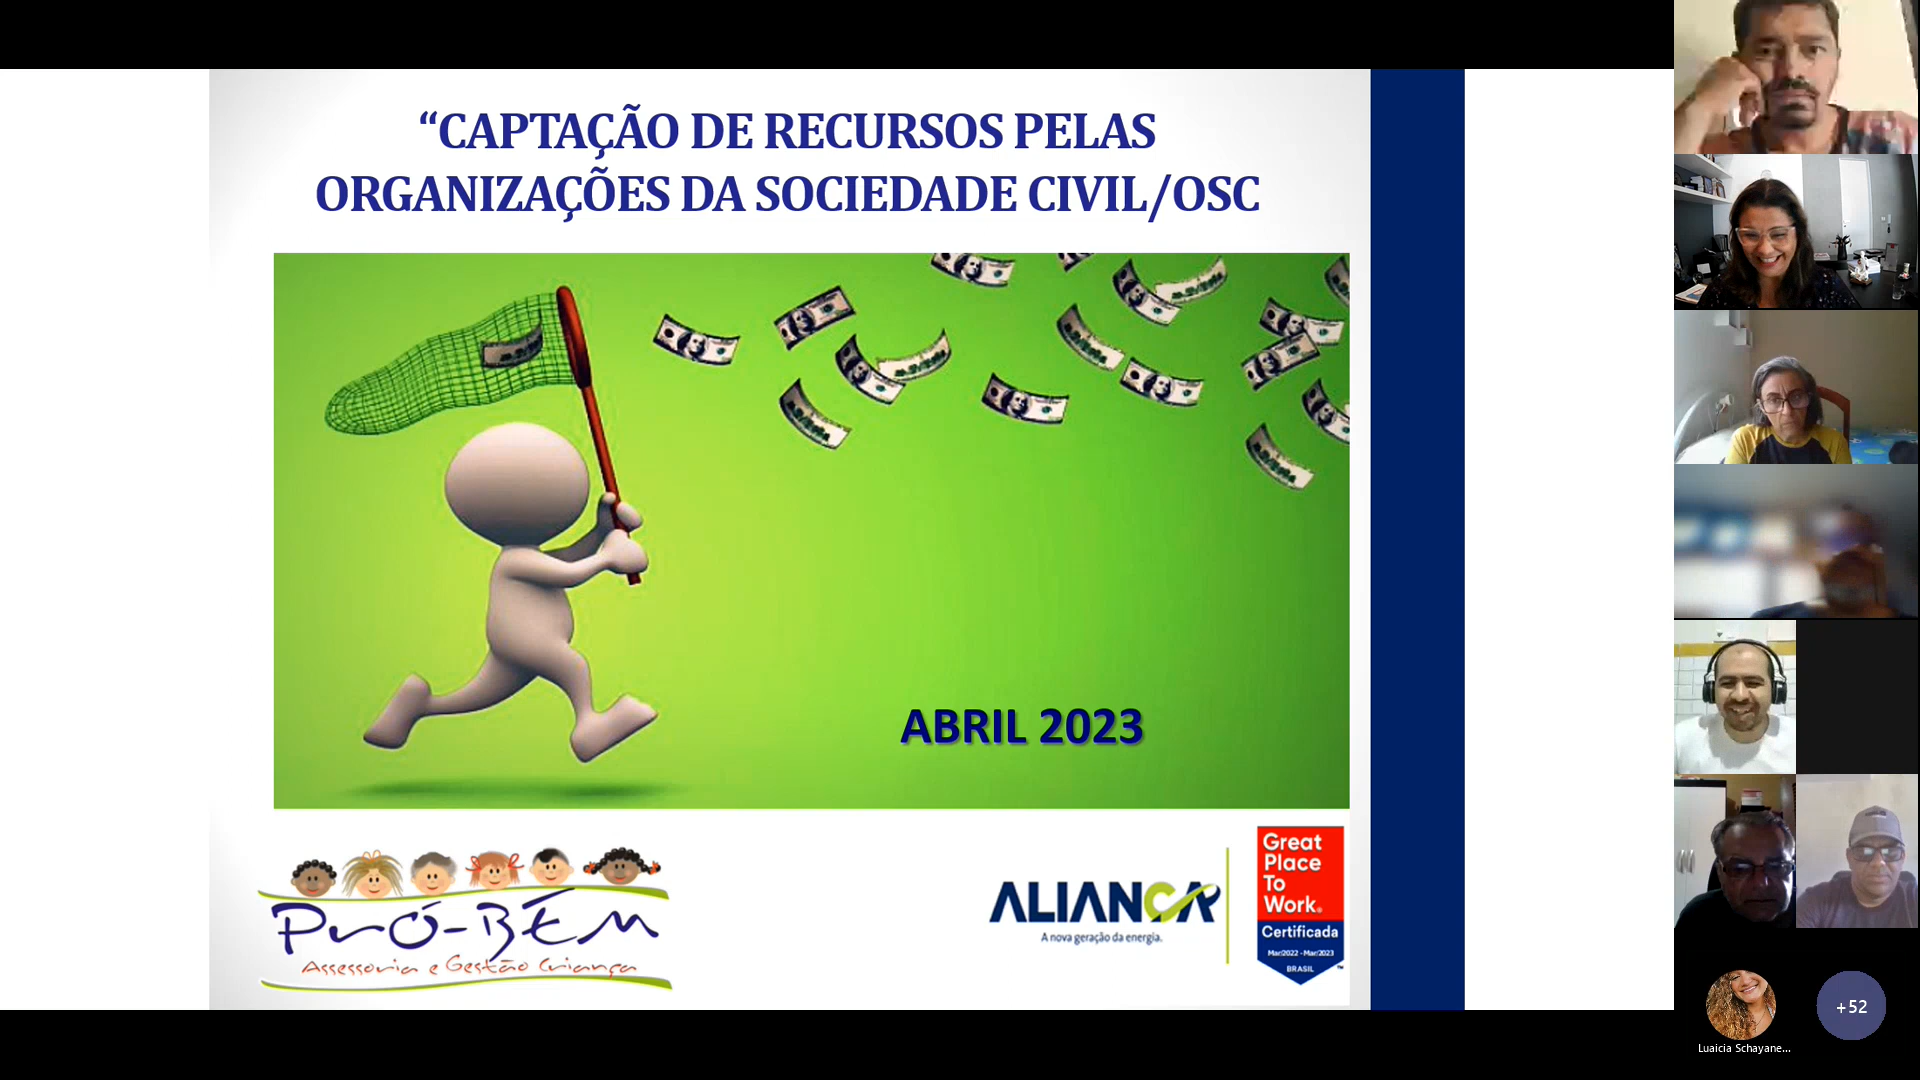 “CAPTAÇÃO DE RECURSOS PELAS
ORGANIZAÇÕES DA SOCIEDADE CIVIL/OSC
ABRIL 2023
Pró-BEM
Assessoria e Gestão Criança
ALIANÇA
A nova geração da energia.
Great
Place
To
Work®
Certificada
Mar/2022 - Mar/2023
BRASIL
TM
+52
Luaicia Schayane...